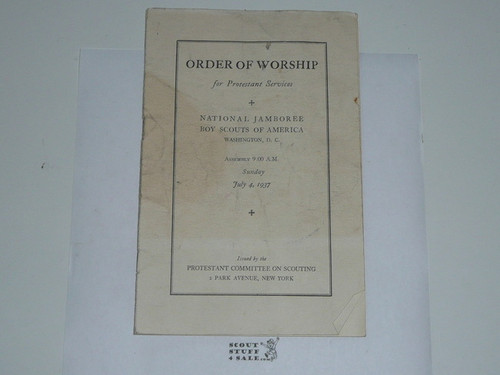 ORDER OF WORSHIP
for Protestant Services
NATIONAL JAMBOREE
BOY SCOUTS OF AMERICA
WASHINGTON, D. C.
9:00 A.M.
Sunday
July 4, 1937
Issued by the
PROTESTANT COMMITTEE ON SCOUTING
2 PARK AVENUE, NEW YORK
SCOUT
STUFF
4 SALE